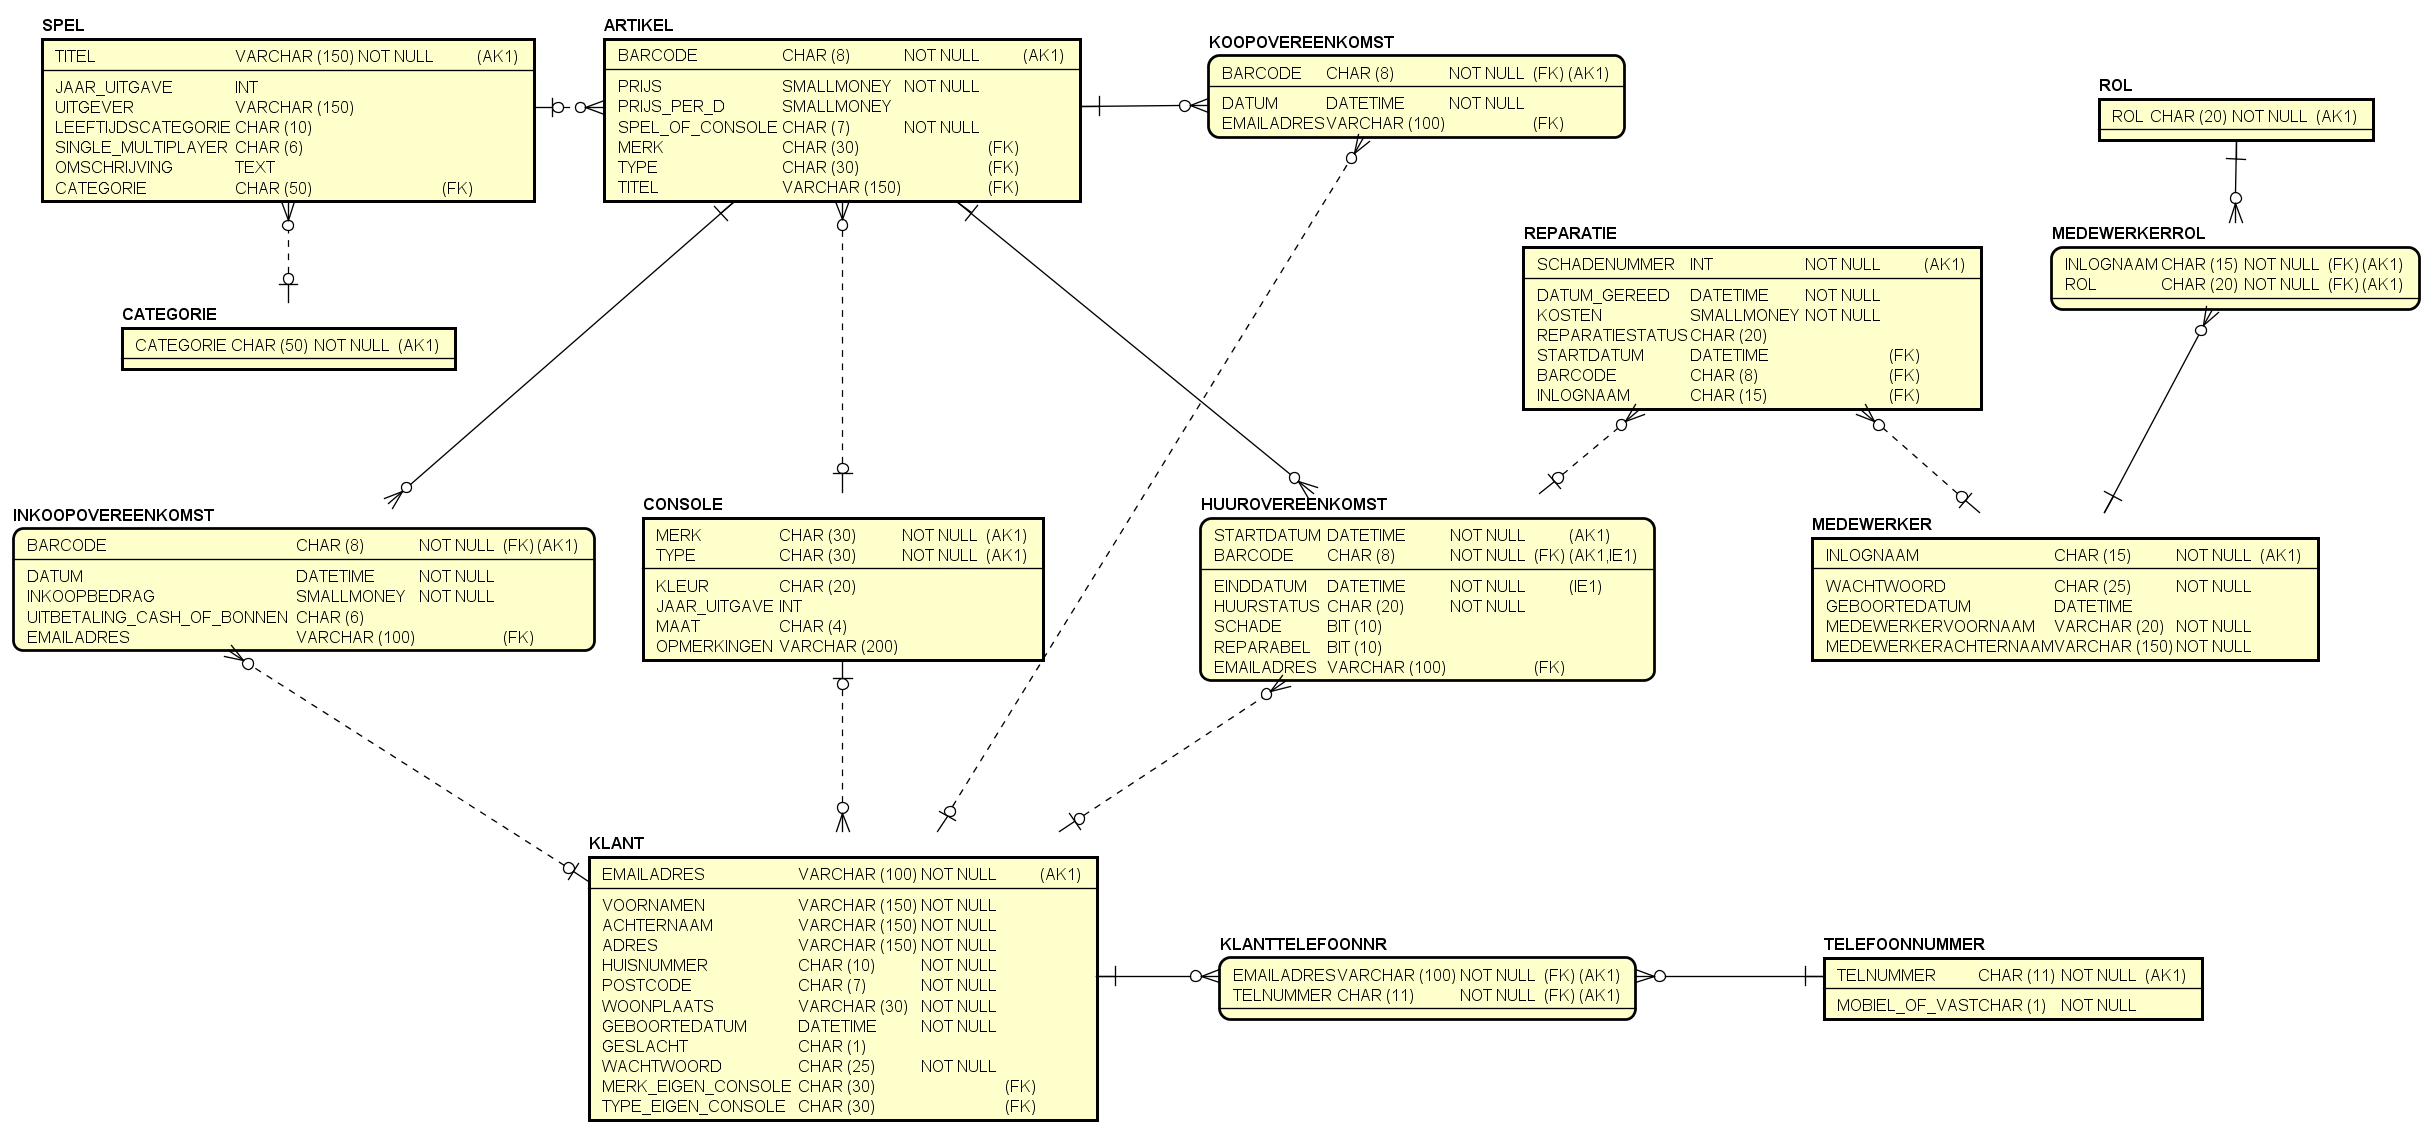 SPEL
TITEL VARCHAR (150) NOT NULL (AK1)
JAAR_UITGAVE INT
UITGEVER VARCHAR (150)
LEEFTIJDSCATEGORIE CHAR (10)
SINGLE_MULTIPLAYER CHAR (6)
OMSCHRIJVING TEXT
CATEGORIE CHAR (50) (FK)
ARTIKEL
BARCODE CHAR (8) NOT NULL (AK1)
PRIJS SMALLMONEY NOT NULL
PRIJS_PER_D SMALLMONEY
SPEL_OF_CONSOLE CHAR (7) NOT NULL
MERK CHAR (30) (FK)
TYPE CHAR (30) (FK)
TITEL VARCHAR (150) (FK)
KOOPOVEREENKOMST
BARCODE CHAR (8) NOT NULL (FK) (AK1)
DATUM DATETIME NOT NULL
EMAILADRES VARCHAR (100) (FK)
ROL
ROL CHAR (20) NOT NULL (AK1)
CATEGORIE
CATEGORIE CHAR (50) NOT NULL (AK1)
REPARATIE
SCHADENUMMER INT NOT NULL (AK1)
DATUM_GEREED DATETIME NOT NULL
KOSTEN SMALLMONEY NOT NULL
REPARATIESTATUS CHAR (20)
STARTDATUM DATETIME (FK)
BARCODE CHAR (8) (FK)
INLOGNAAM CHAR (15) (FK)
MEDEWERKERROL
INLOGNAAM CHAR (15) NOT NULL (FK) (AK1)
ROL CHAR (20) NOT NULL (FK) (AK1)
INKOOPOVEREENKOMST
BARCODE CHAR (8) NOT NULL (FK) (AK1)
DATUM DATETIME NOT NULL
INKOOPBEDRAG SMALLMONEY NOT NULL
UITBETALING_CASH_OF_BONNEN CHAR (6)
EMAILADRES VARCHAR (100) (FK)
CONSOLE
MERK CHAR (30) NOT NULL (AK1)
TYPE CHAR (30) NOT NULL (AK1)
KLEUR CHAR (20)
JAAR_UITGAVE INT
MAAT CHAR (4)
OPMERKINGEN VARCHAR (200)
HUUROVEREENKOMST
STARTDATUM DATETIME NOT NULL (AK1)
BARCODE CHAR (8) NOT NULL (FK) (AK1,IE1)
EINDDATUM DATETIME NOT NULL (IE1)
HUURSTATUS CHAR (20) NOT NULL
SCHADE BIT (10)
REPARABEL BIT (10)
EMAILADRES VARCHAR (100) (FK)
MEDEWERKER
INLOGNAAM CHAR (15) NOT NULL (AK1)
WACHTWOORD CHAR (25) NOT NULL
GEBOORTEDATUM DATETIME
MEDEWERKERVOORNAAM VARCHAR (20) NOT NULL
MEDEWERKERACHTERNAAM VARCHAR (150) NOT NULL
KLANT
EMAILADRES VARCHAR (100) NOT NULL (AK1)
VOORNAMEN VARCHAR (150) NOT NULL
ACHTERNAAM VARCHAR (150) NOT NULL
ADRES VARCHAR (150) NOT NULL
HUISNUMMER CHAR (10) NOT NULL
POSTCODE CHAR (7) NOT NULL
WOONPLAATS VARCHAR (30) NOT NULL
GEBOORTEDATUM DATETIME NOT NULL
GESLACHT CHAR (1)
WACHTWOORD CHAR (25) NOT NULL
MERK_EIGEN_CONSOLE CHAR (30) (FK)
TYPE_EIGEN_CONSOLE CHAR (30) (FK)
KLANTTELEFOONNR
EMAILADRES VARCHAR (100) NOT NULL (FK) (AK1)
TELNUMMER CHAR (11) NOT NULL (FK) (AK1)
TELEFOONNUMMER
TELNUMMER CHAR (11) NOT NULL (AK1)
MOBIEL_OF_VAST CHAR (1) NOT NULL